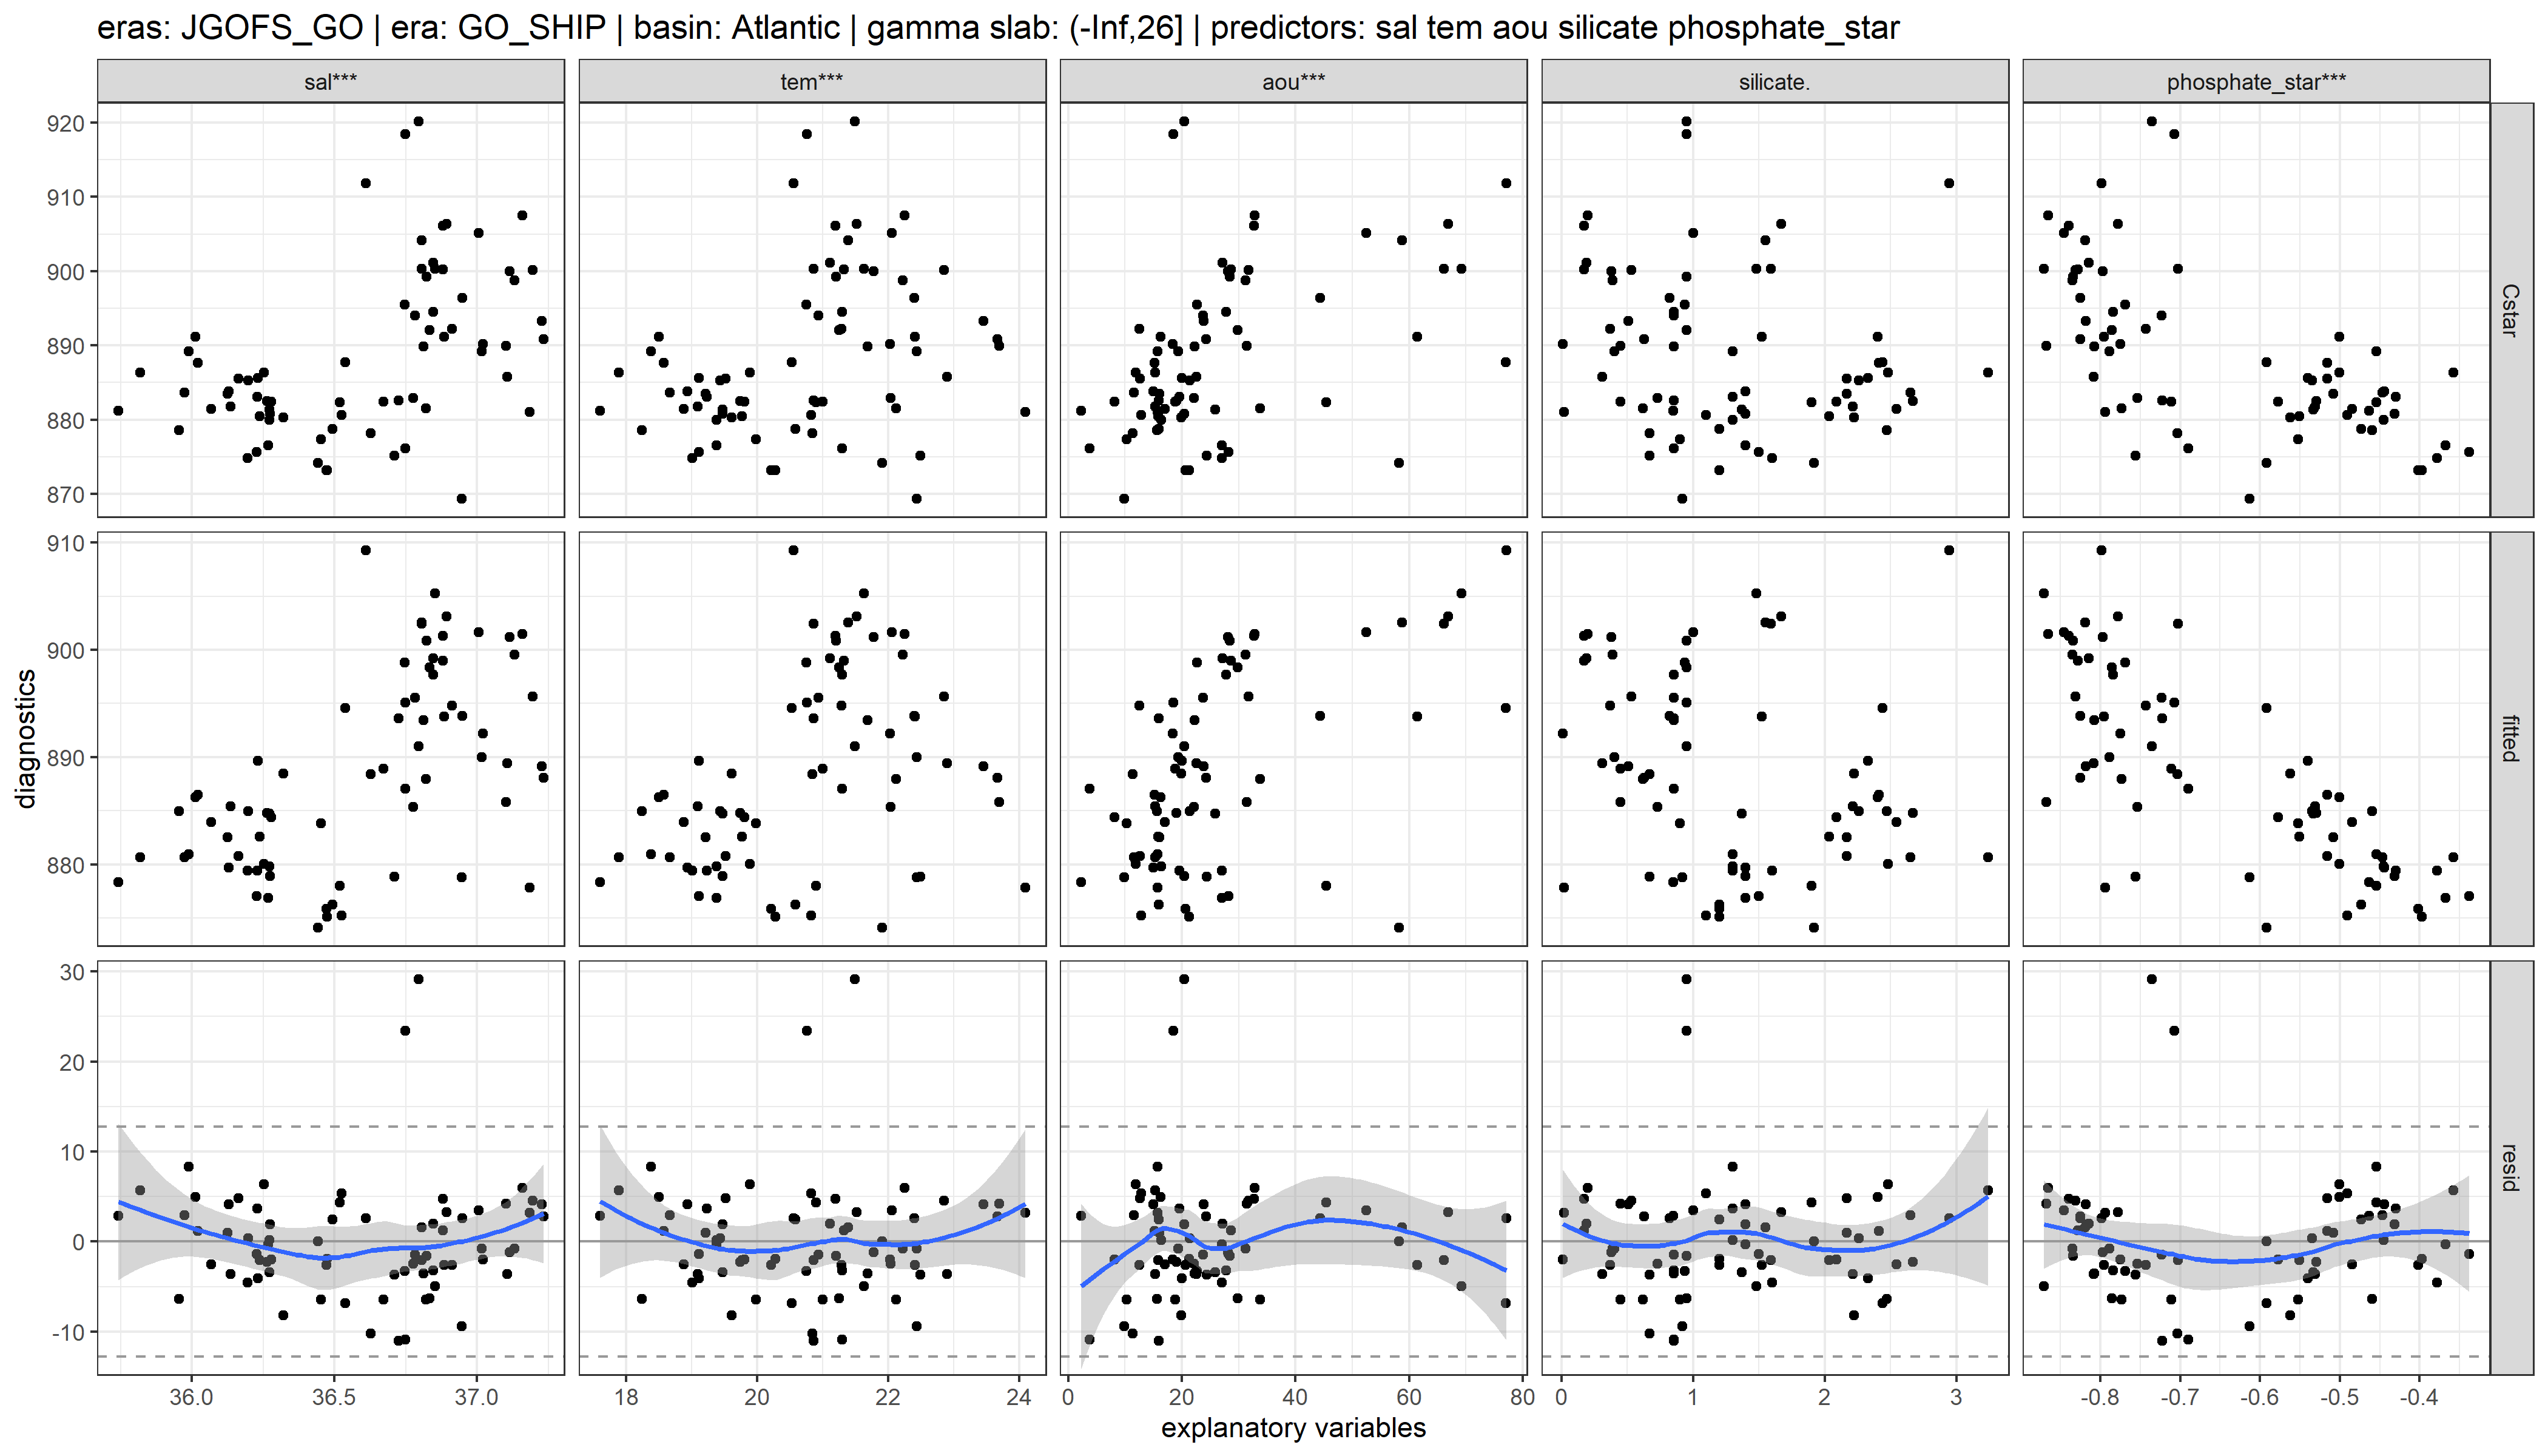 eras: JGOFS_GO | era: GO_SHIP | basin: Atlantic | gamma slab: (-Inf,26] | predictors: sal tem aou silicate phosphate_star
sal*** tem*** aou*** silicate. phosphate_star***
920
910
900
890
880
870
Cstar
910
900
890
880
fitted
diagnostics
30
20
10
0
-10
resid
36.0 36.5 37.0 18 20 22 24 0 20 40 60 80 0 1 2 3 -0.8 -0.7 -0.6 -0.5 -0.4
explanatory variables